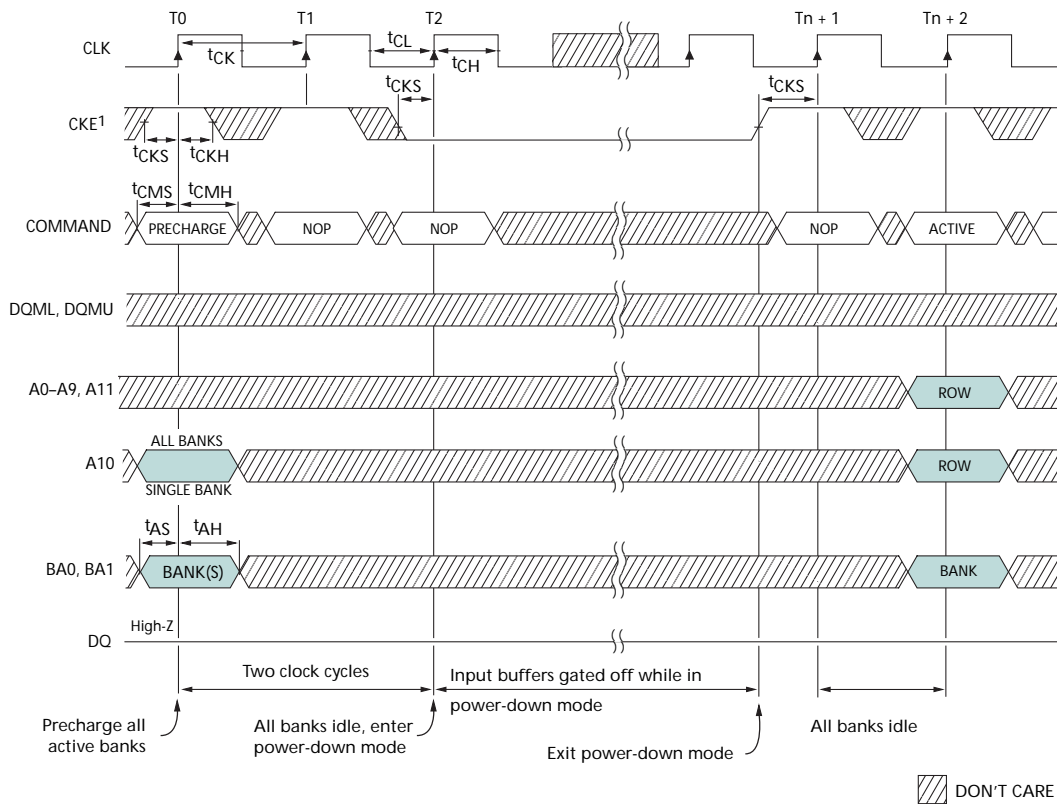 T0 T1 T2 Tn + 1 Tn + 2
CLK
tCK tCL tCH
tCKS tCKS
CKE1
tCKS tCKH
tCMS tCMH
COMMAND PRECHARGE NOP NOP NOP ACTIVE
DQML, DQMU
A0–A9, A11 ROW
ALL BANKS
A10 ROW
SINGLE BANK
tAS tAH
BA0, BA1 BANK(S) BANK
High-Z
DQ
Two clock cycles
Input buffers gated off while in
power-down mode
Precharge all
active banks
All banks idle, enter
power-down mode
Exit power-down mode
All banks idle
DON'T CARE